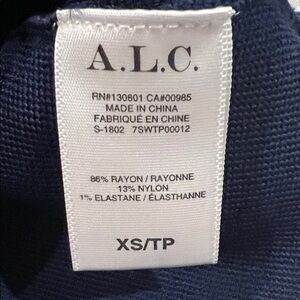 A.L.C.
RN#130601 CA#00985
MADE IN CHINA
FABRIQUÉ EN CHINE
S-1802 7SWTP00012
86% RAYON / RAYONNE
13% NYLON
1% ELASTANE / ÉLASTHANNE
XS/TP